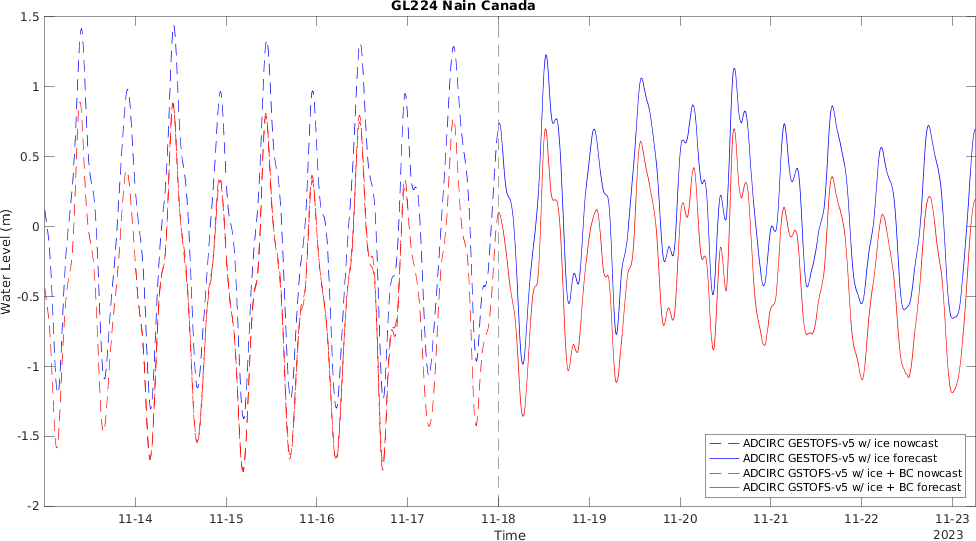 GL224 Nain Canada
1.5
1
0.5
0
-0.5
-1
-1.5
-2
Water Level (m)
11-14 11-15 11-16 11-17 11-18 11-19 11-20 11-21 11-22 11-23
2023
Time
ADCIRC GESTOFS-v5 w/ ice nowcast
ADCIRC GESTOFS-v5 w/ ice forecast
ADCIRC GSTOFS-v5 w/ ice + BC nowcast
ADCIRC GSTOFS-v5 w/ ice + BC forecast